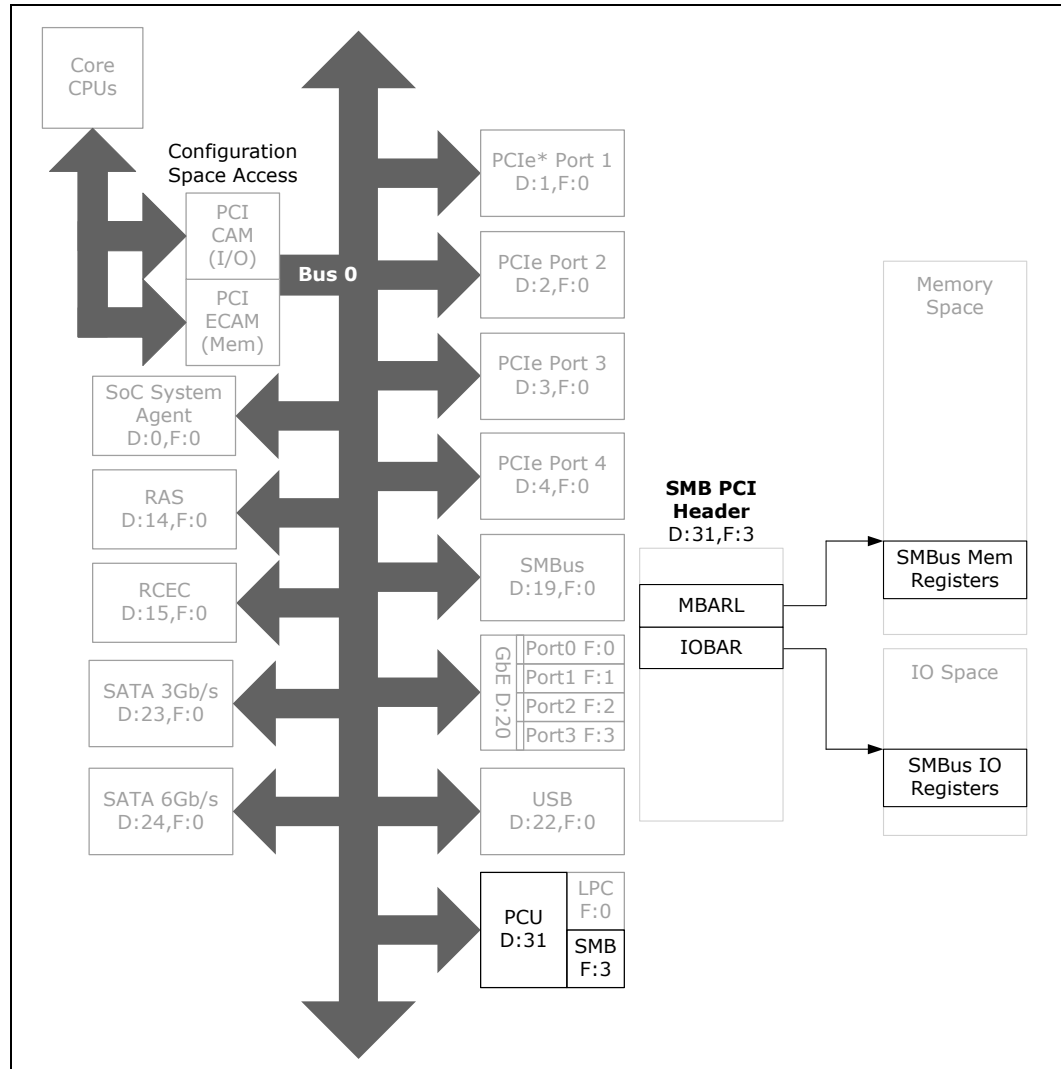 Core
CPUs
Configuration
Space Access
PCI
CAM
(I/O)
PCI
ECAM
(Mem)
Bus 0
SoC System
Agent
D:0,F:0
RAS
D:14,F:0
RCEC
D:15,F:0
SATA 3Gb/s
D:23,F:0
SATA 6Gb/s
D:24,F:0
PCIe* Port 1
D:1,F:0
PCIe Port 2
D:2,F:0
PCIe Port 3
D:3,F:0
PCIe Port 4
D:4,F:0
SMBus
D:19,F:0
GbE D:20
Port0 F:0
Port1 F:1
Port2 F:2
Port3 F:3
USB
D:22,F:0
PCU
D:31
LPC
F:0
SMB
F:3
SMB PCI
Header
D:31,F:3
MBARL
IOBAR
Memory
Space
SMBus Mem
Registers
IO Space
SMBus IO
Registers